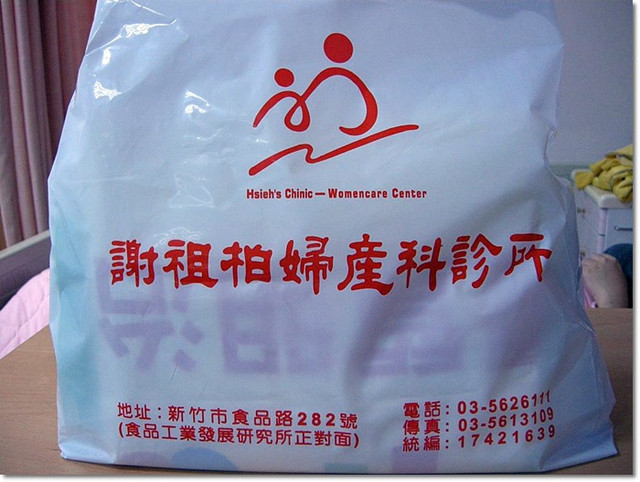 Hsieh's Chinic — Womencare Center
謝祖柏婦產科診所
地址：新竹市食品路282號
(食品工業發展研究所正對面)
電話：03-5626111
傳真：03-5613109
統編：17421639